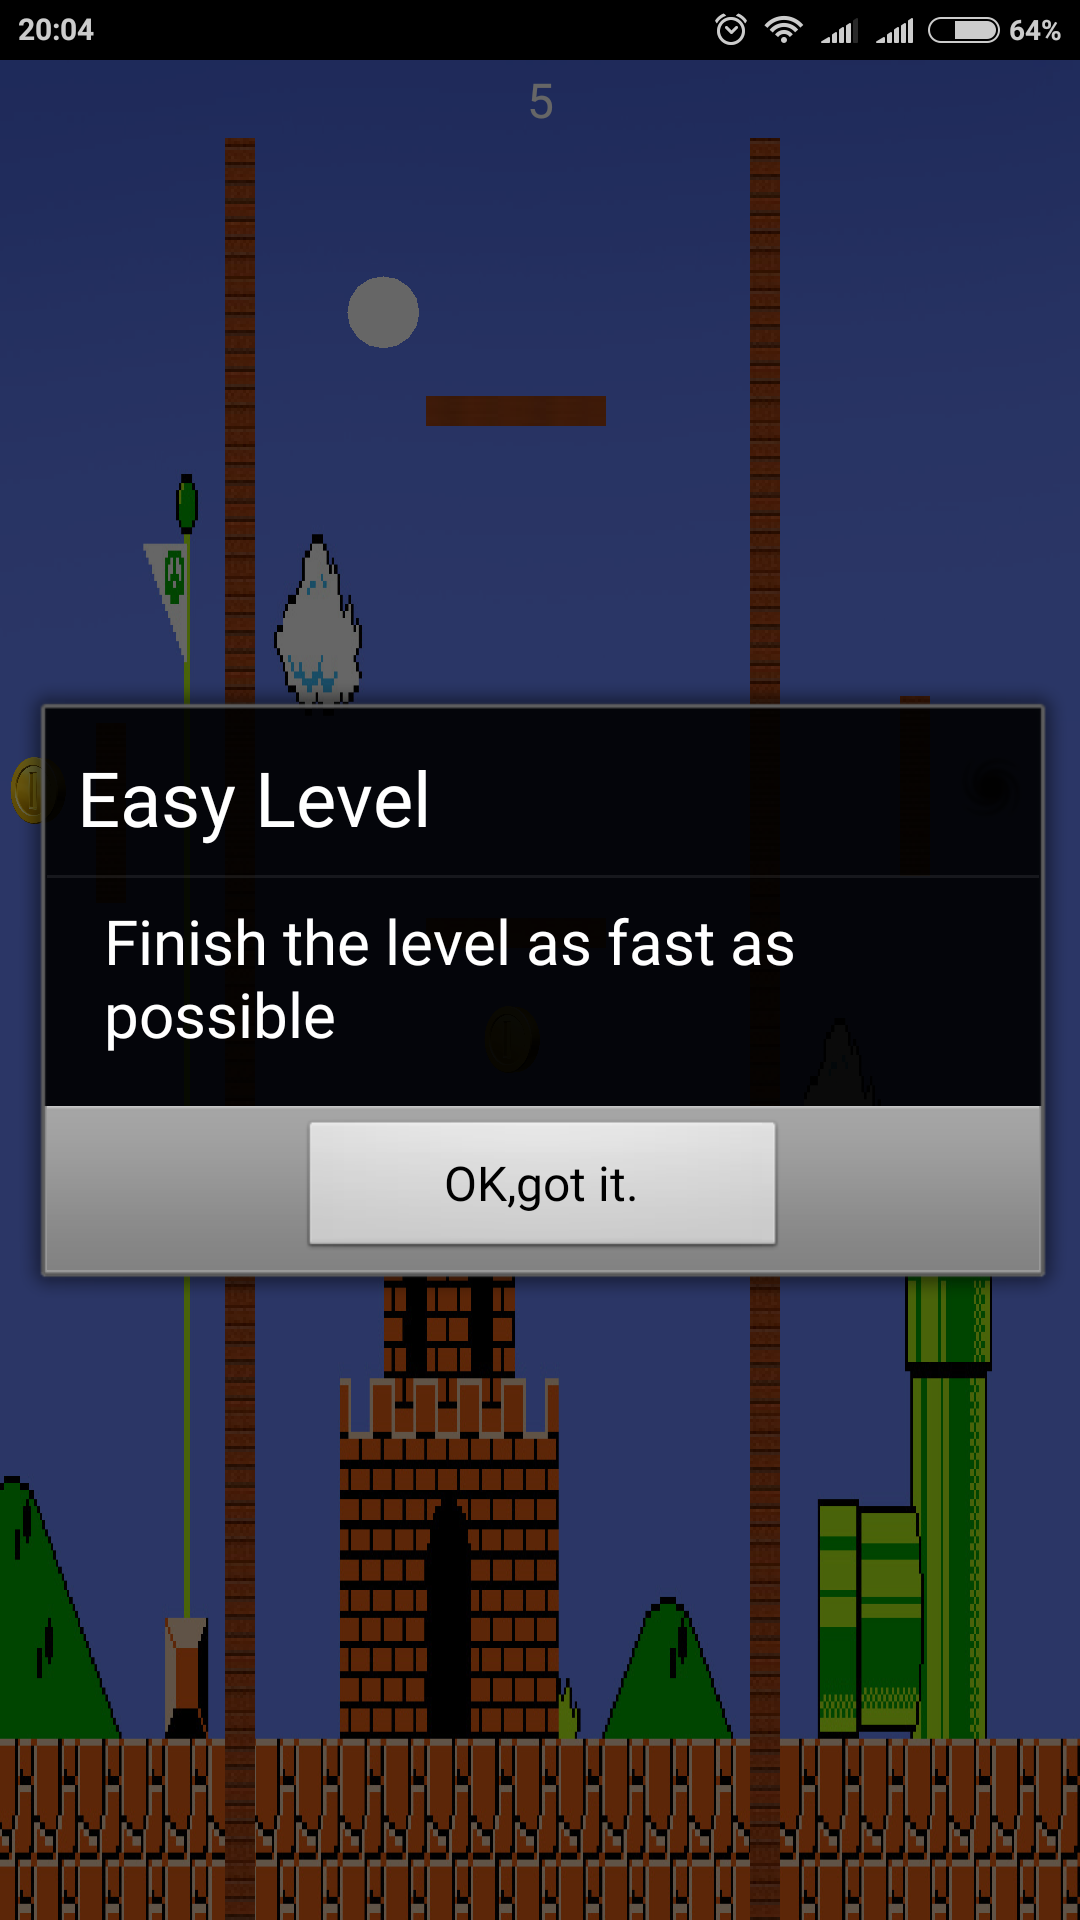 20:04
64%
5
Easy Level
Finish the level as fast as
possible
OK,got it.